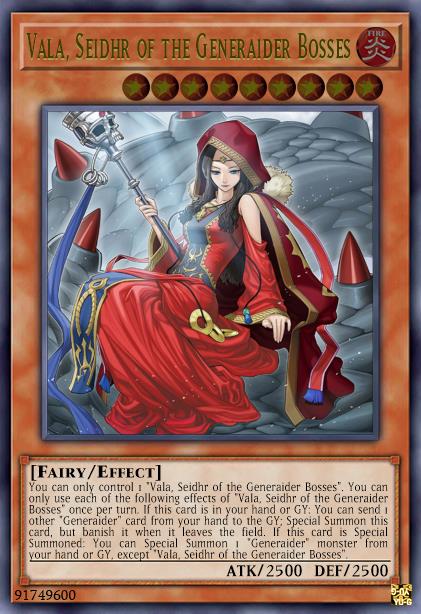 Vala, Seidhr of the Generaider Bosses
FIRE
炎
[Fairy/Effect]
You can only control 1 "Vala, Seidhr of the Generaider Bosses". You can
only use each of the following effects of "Vala, Seidhr of the Generaider
Bosses" once per turn. If this card is in your hand or GY: You can send 1
other "Generaider" card from your hand to the GY; Special Summon this
card, but banish it when it leaves the field. If this card is Special
Summoned: You can Special Summon 1 "Generaider" monster from
your hand or GY, except "Vala, Seidhr of the Generaider Bosses".
ATK/2500 DEF/2500
91749600